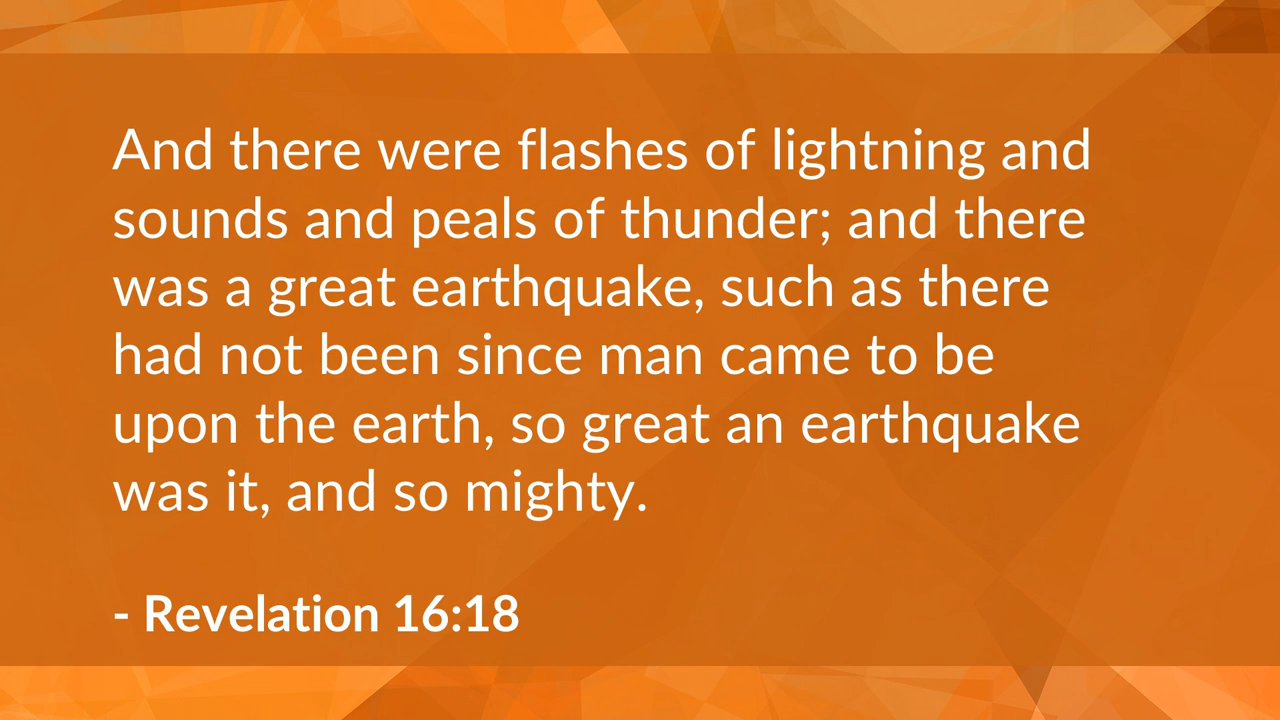 And there were flashes of lightning and
sounds and peals of thunder; and there
was a great earthquake, such as there
had not been since man came to be
upon the earth, so great an earthquake
was it, and so mighty.
- Revelation 16:18